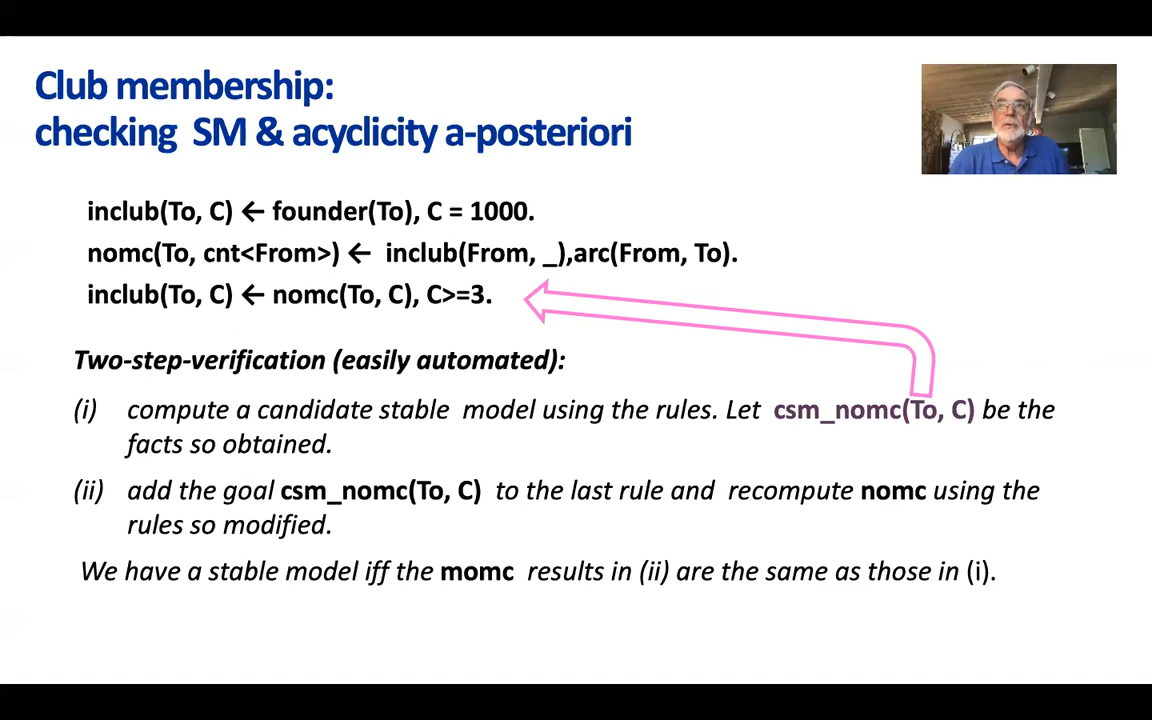 Club membership:
checking SM & acyclicity a-posteriori
inclub(To, C) ← founder(To), C = 1000.
nomc(To, cnt<From>) ← inclub(From, _),arc(From, To).
inclub(To, C) ← nomc(To, C), C>=3.
Two-step-verification (easily automated):
(i) compute a candidate stable model using the rules. Let csm_nomc(To, C) be the
facts so obtained.
(ii) add the goal csm_nomc(To, C) to the last rule and recompute nomc using the
rules so modified.
We have a stable model iff the momc results in (ii) are the same as those in (i).